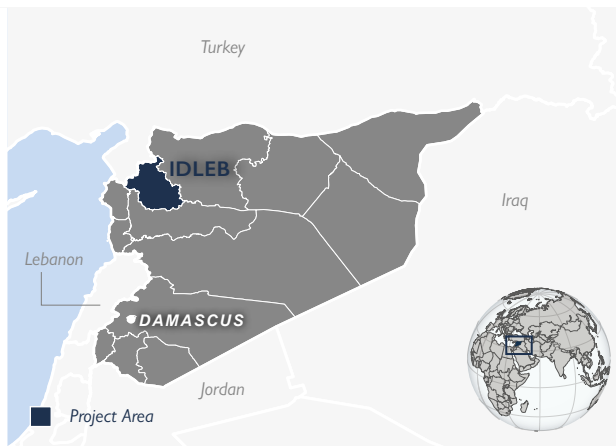 Turkey
IDLEB
Iraq
Lebanon
DAMASCUS
Jordan
Project Area